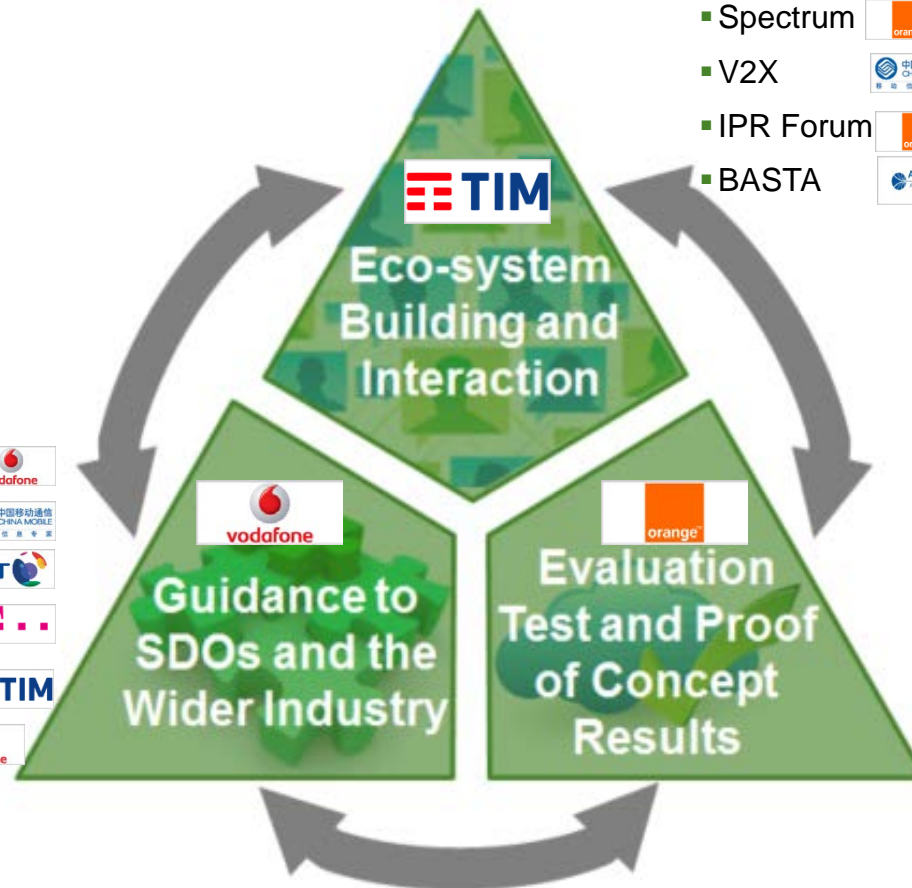 Spectrum
V2X
IPR Forum
BASTA
TIM
Eco-system
Building and
Interaction
vodafone
中国移动通信
CHINA MOBILE
TIM
vodafone
Guidance to
SDOs and the
Wider Industry
orange
Evaluation
Test and Proof
of Concept
Results